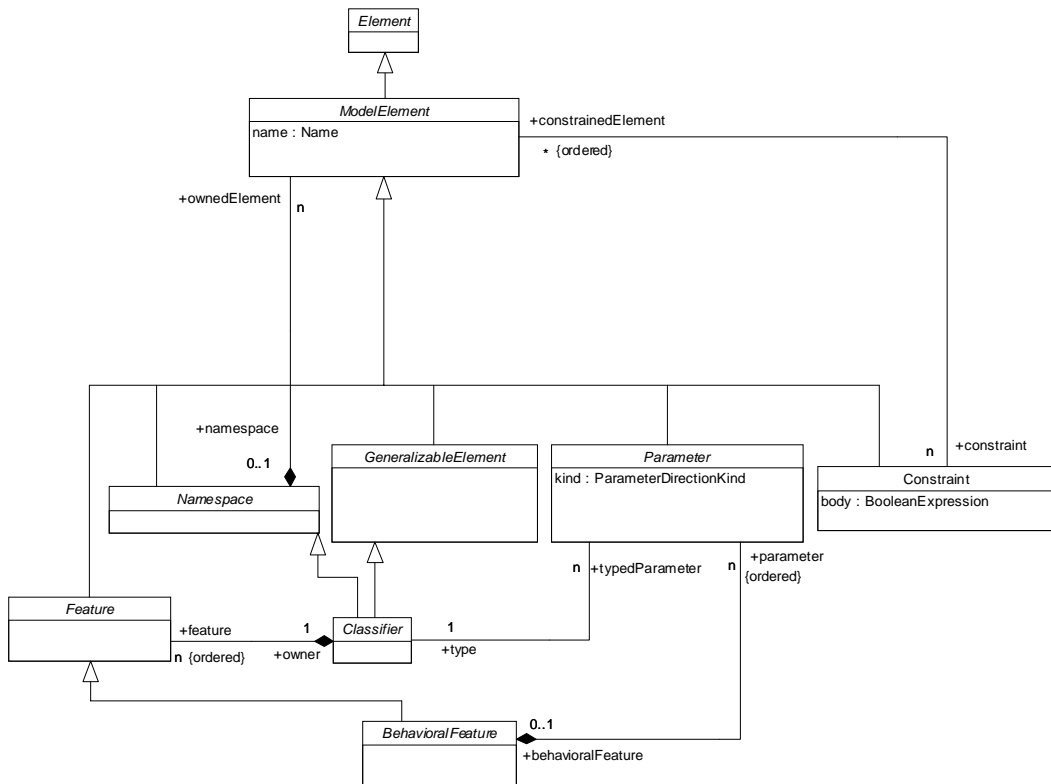 Element
ModelElement
name : Name
+constrainedElement
* {ordered}
+ownedElement
n
+namespace
0..1
GeneralizableElement
Parameter
kind : ParameterDirectionKind
n
+constraint
Constraint
body : BooleanExpression
Namespace
n
+typedParameter
n
+parameter
{ordered}
Feature
+feature
n {ordered}
1
+owner
Classifier
1
+type
BehavioralFeature
0..1
+behavioralFeature